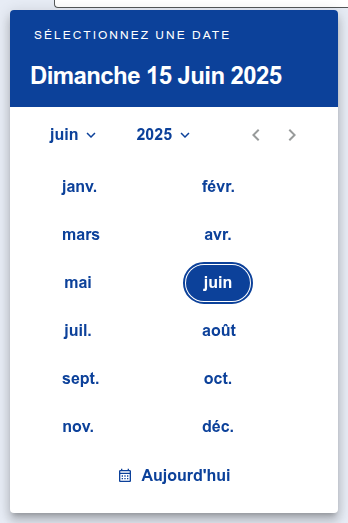 SÉLECTIONNEZ UNE DATE
Dimanche 15 Juin 2025
juin 2025
janv. févr.
mars avr.
mai juin
juil. août
sept. oct.
nov. déc.
Aujourd'hui